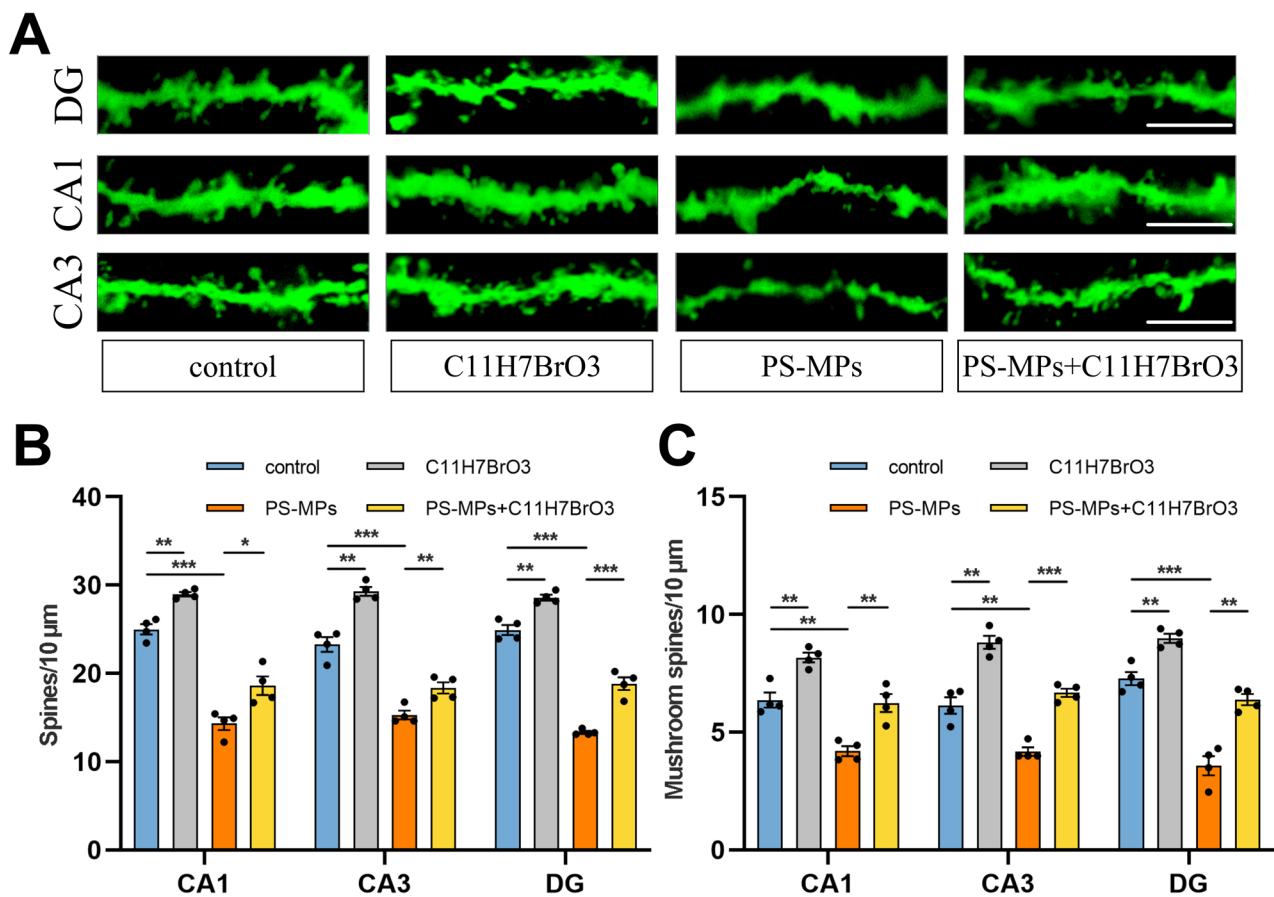 A
DG
CA1
CA3
control
C11H7BrO3
PS-MPs
PS-MPs+C11H7BrO3
B
control
C11H7BrO3
PS-MPs
PS-MPs+C11H7BrO3
Spines/10 μm
40
30
20
10
0
** * ***
*** ** **
*** ** ***
CA1
CA3
DG
C
control
C11H7BrO3
PS-MPs
PS-MPs+C11H7BrO3
Mushroom spines/10 μm
15
10
5
0
** ** **
** *** **
*** ** **
CA1
CA3
DG